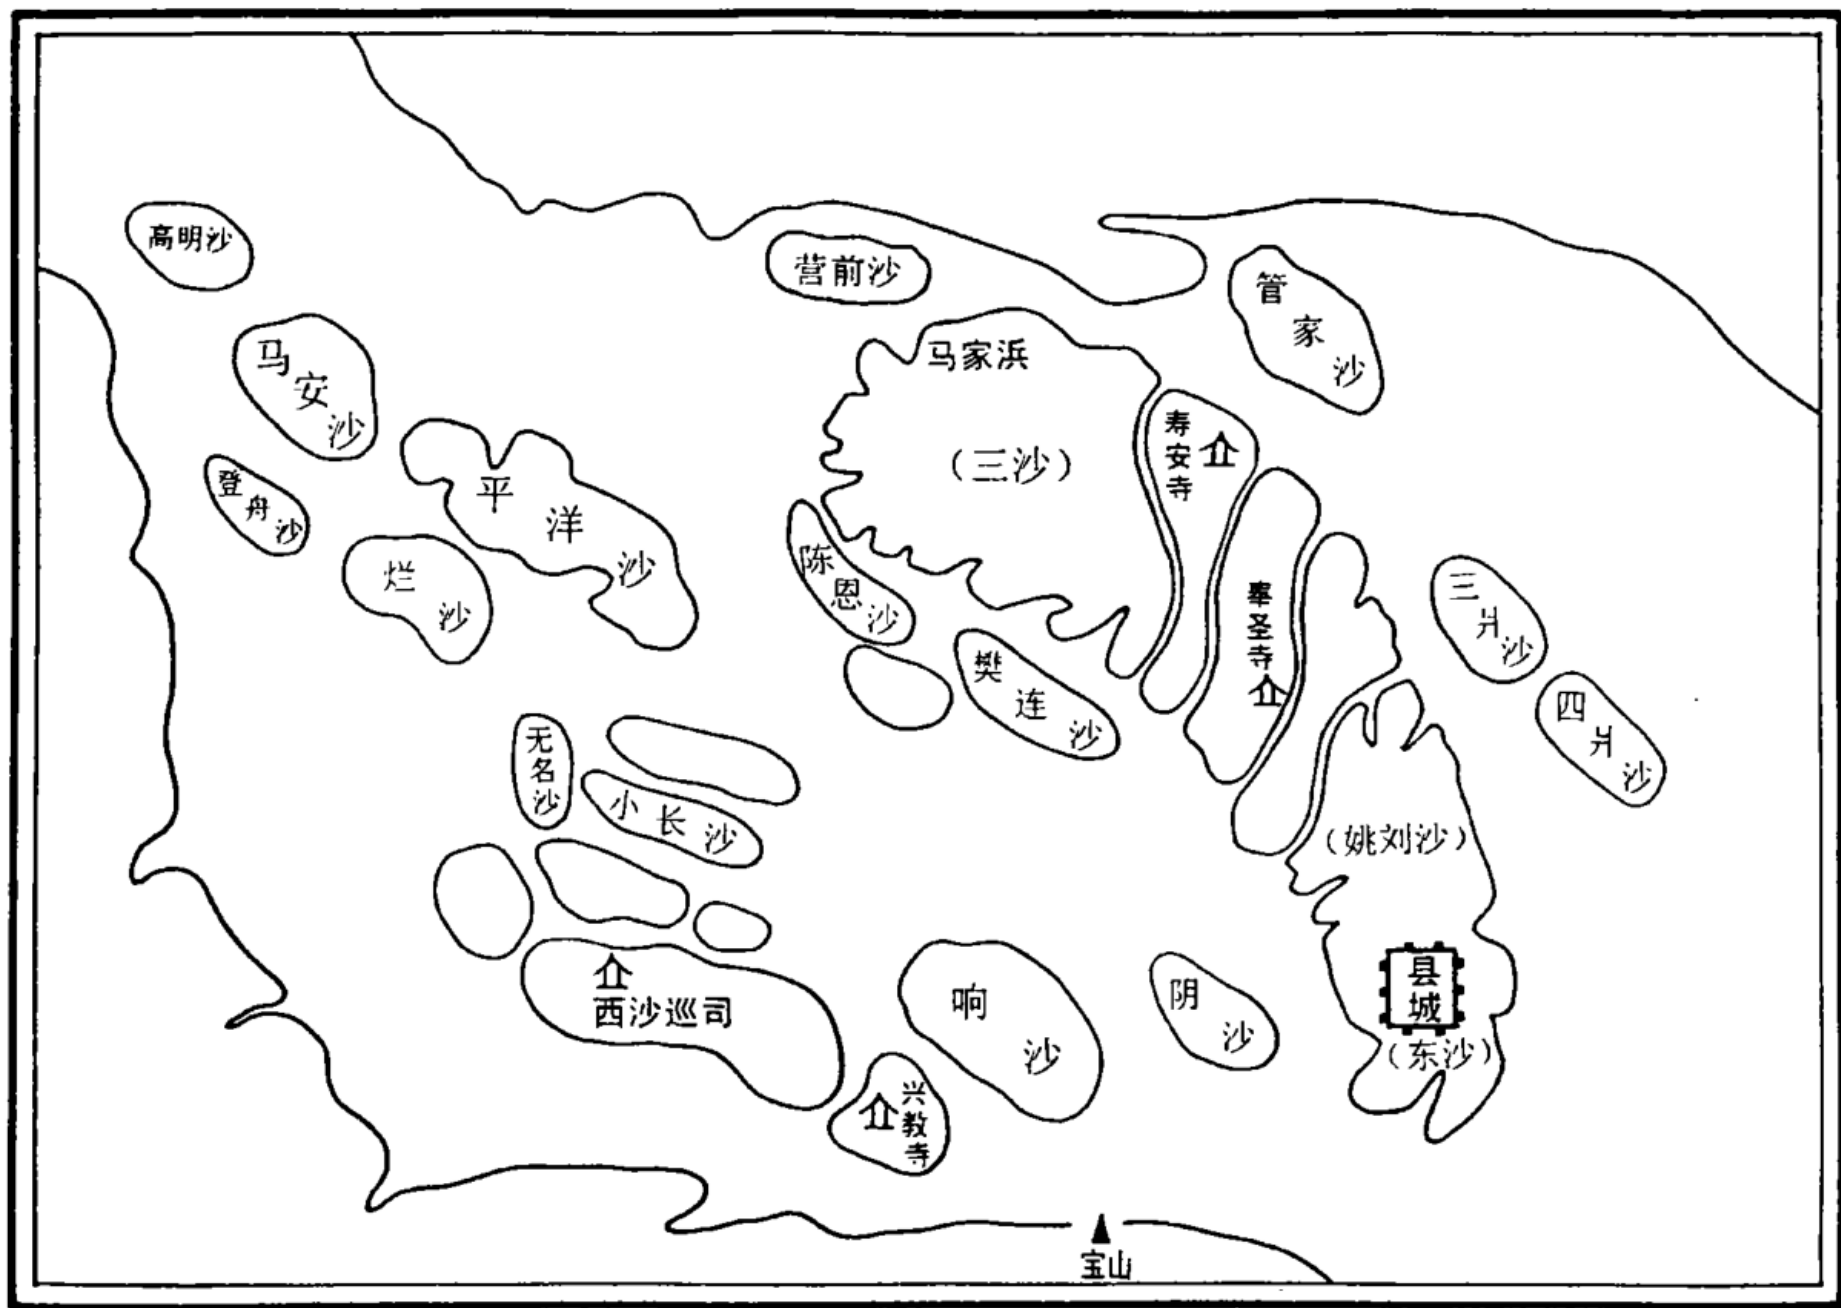 高明沙
营前沙
管家沙
马安沙
马家浜
(三沙)
寿安寺
登舟沙
平洋沙
烂沙
陈恩沙
奉圣寺
三爿沙
樊连沙
四爿沙
无名沙
小长沙
(姚刘沙)
西沙巡司
响沙
阴沙
县城
(东沙)
兴教寺
宝山